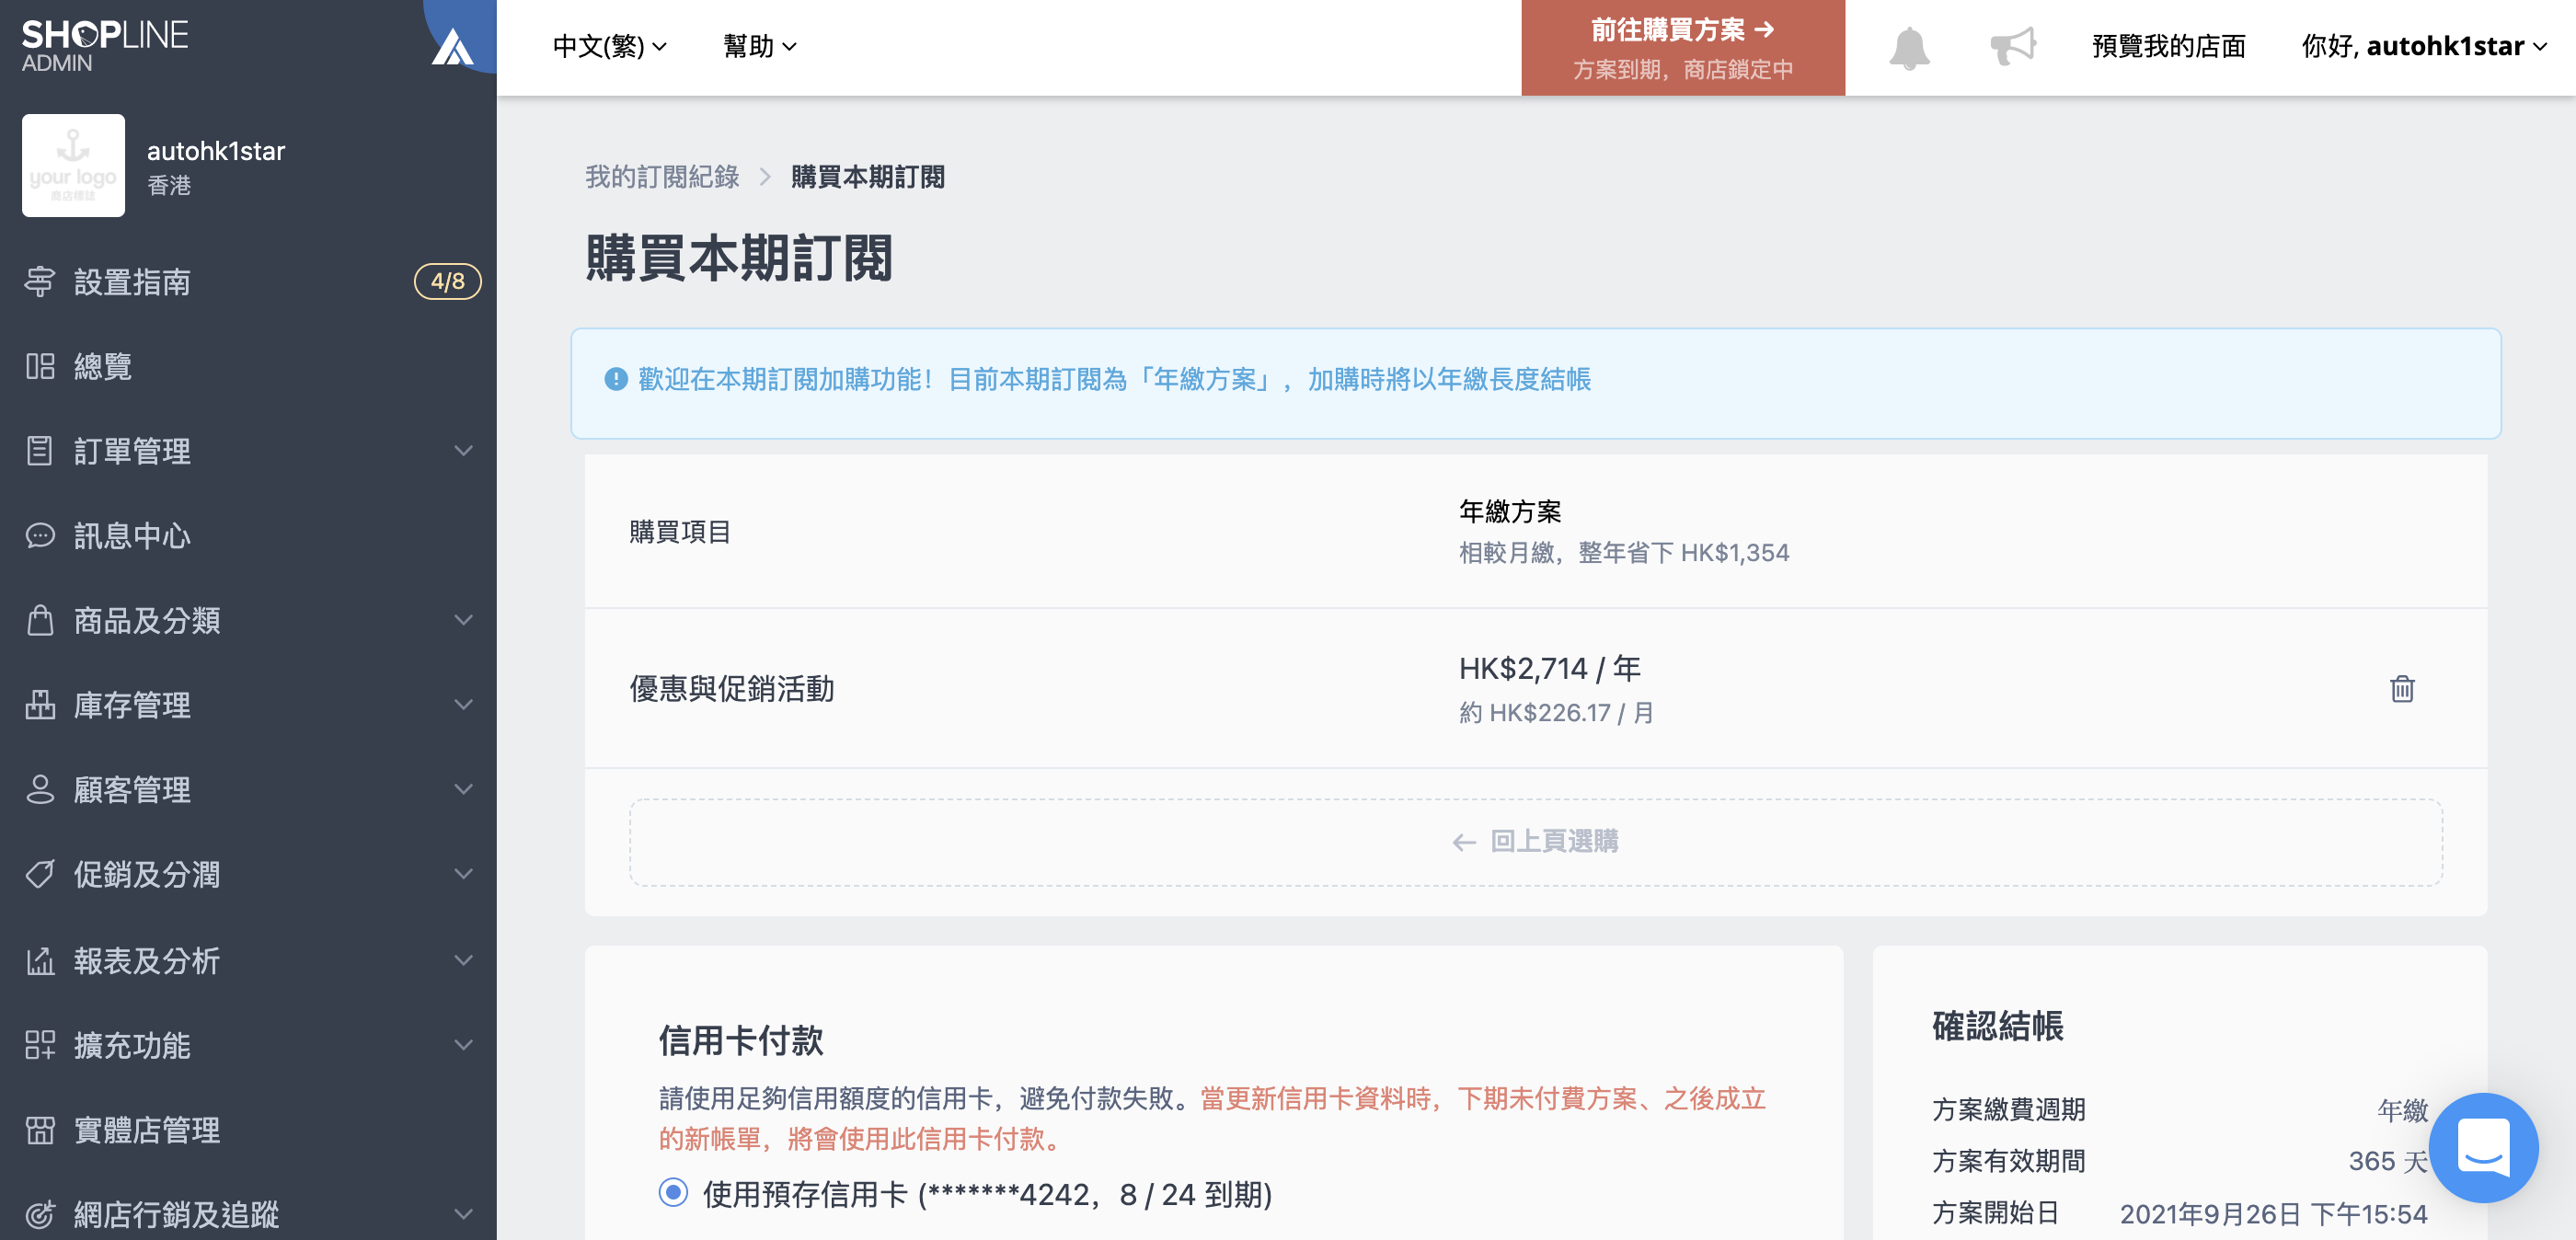 SHOPLINE
ADMIN
中文(繁)
幫助
前往購買方案 →
方案到期，商店鎖定中
預覽我的店面
你好, autohk1star
your logo
商店標誌
autohk1star
香港
設置指南
4/8
總覽
訂單管理
訊息中心
商品及分類
庫存管理
顧客管理
促銷及分潤
報表及分析
擴充功能
實體店管理
網店行銷及追蹤
我的訂閱紀錄 > 購買本期訂閱
購買本期訂閱
歡迎在本期訂閱加購功能！目前本期訂閱為「年繳方案」，加購時將以年繳長度結帳
購買項目
年繳方案
相較月繳，整年省下 HK$1,354
優惠與促銷活動
HK$2,714 / 年
約 HK$226.17 / 月
← 回上頁選購
信用卡付款
請使用足夠信用額度的信用卡，避免付款失敗。當更新信用卡資料時，下期未付費方案、之後成立
的新帳單，將會使用此信用卡付款。
使用預存信用卡 (*******4242，8 / 24 到期)
確認結帳
方案繳費週期 年繳
方案有效期間 365 天
方案開始日 2021年9月26日 下午15:54